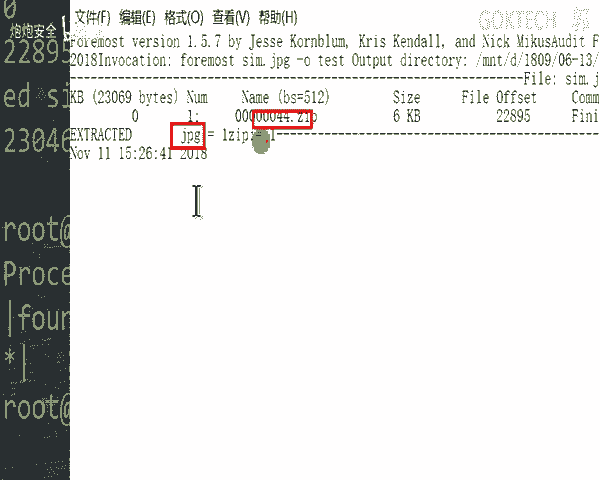 文件(F) 编辑(E) 格式(O) 查看(V) 帮助(H)
GOKTECH 郭
炮炮安全
Foremost version 1.5.7 by Jesse Kornblum, Kris Kendall, and Nick MikusAudit F
2018Invocation: foremost sim.jpg -o test Output directory: /mnt/d/1809/06-13/
------------------------------------------------------------------File: sim.j
KB (23069 bytes) Num Name (bs=512) Size File Offset Comm
0 1: 00000044.zip 6 KB 22895 Fini
EXTRACTED jpg:= 1zip:= 1------------------------------------------------
Nov 11 15:26:41 2018
0
22895
ed si
23046
root@
Proce
|foun
*|
root@